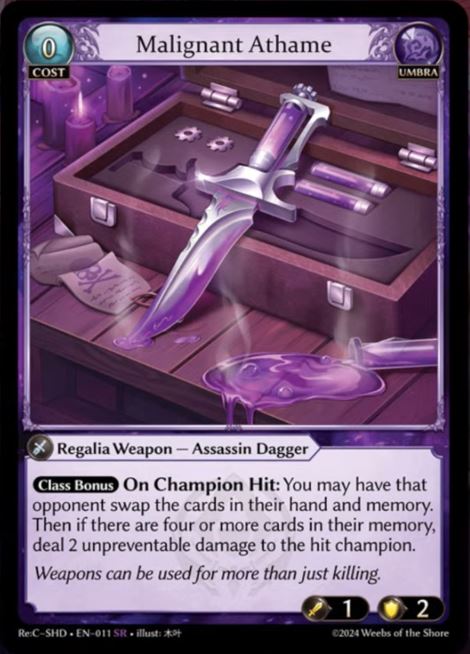 0
Malignant Athame
COST
UMBRA
Regalia Weapon — Assassin Dagger
Class Bonus On Champion Hit: You may have that
opponent swap the cards in their hand and memory.
Then if there are four or more cards in their memory,
deal 2 unpreventable damage to the hit champion.
Weapons can be used for more than just killing.
1
2
Re:C–SHD • EN–011 SR • illust: 木叶
©2024 Weebs of the Shore